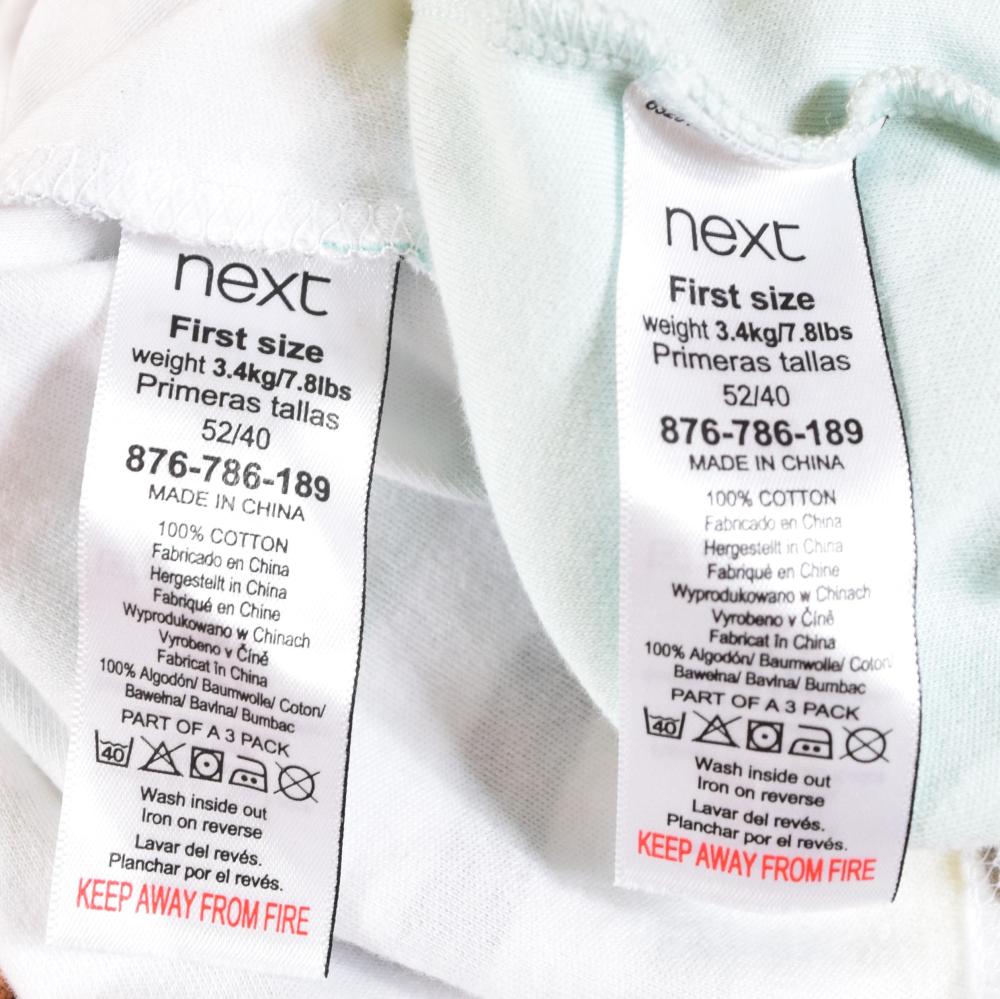 next
First size
weight 3.4kg/7.8lbs
Primeras tallas
52/40
876-786-189
MADE IN CHINA
100% COTTON
Fabricado en China
Hergestellt in China
Fabriqué en Chine
Wyprodukowano w Chinach
Vyrobeno v Číně
Fabricat în China
100% Algodón/ Baumwolle/ Coton/
Bawełna/ Bavlna/ Bumbac
PART OF A 3 PACK
40
Wash inside out
Iron on reverse
Lavar del revés.
Planchar por el revés.
KEEP AWAY FROM FIRE
next
First size
weight 3.4kg/7.8lbs
Primeras tallas
52/40
876-786-189
MADE IN CHINA
100% COTTON
Fabricado en China
Hergestellt in China
Fabriqué en Chine
Wyprodukowano w Chinach
Vyrobeno v Číně
Fabricat în China
100% Algodón/ Baumwolle/ Coton
Bawełna/ Bavlna/ Bumbac
PART OF A 3 PACK
40
Wash inside out
Iron on reverse
Lavar del revés.
Planchar por el revés.
KEEP AWAY FROM FIRE